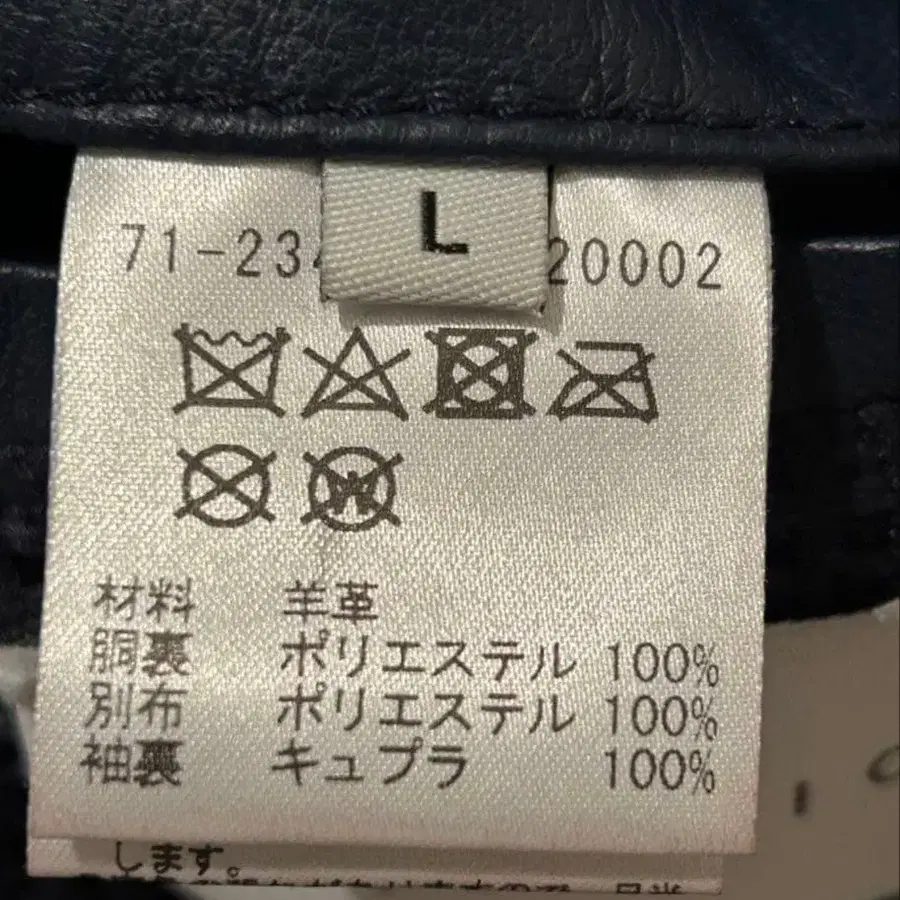 L
71-23 20002
材料 羊革
胴裏 ポリエステル 100%
別布 ポリエステル 100%
袖裏 キュプラ 100%
します。